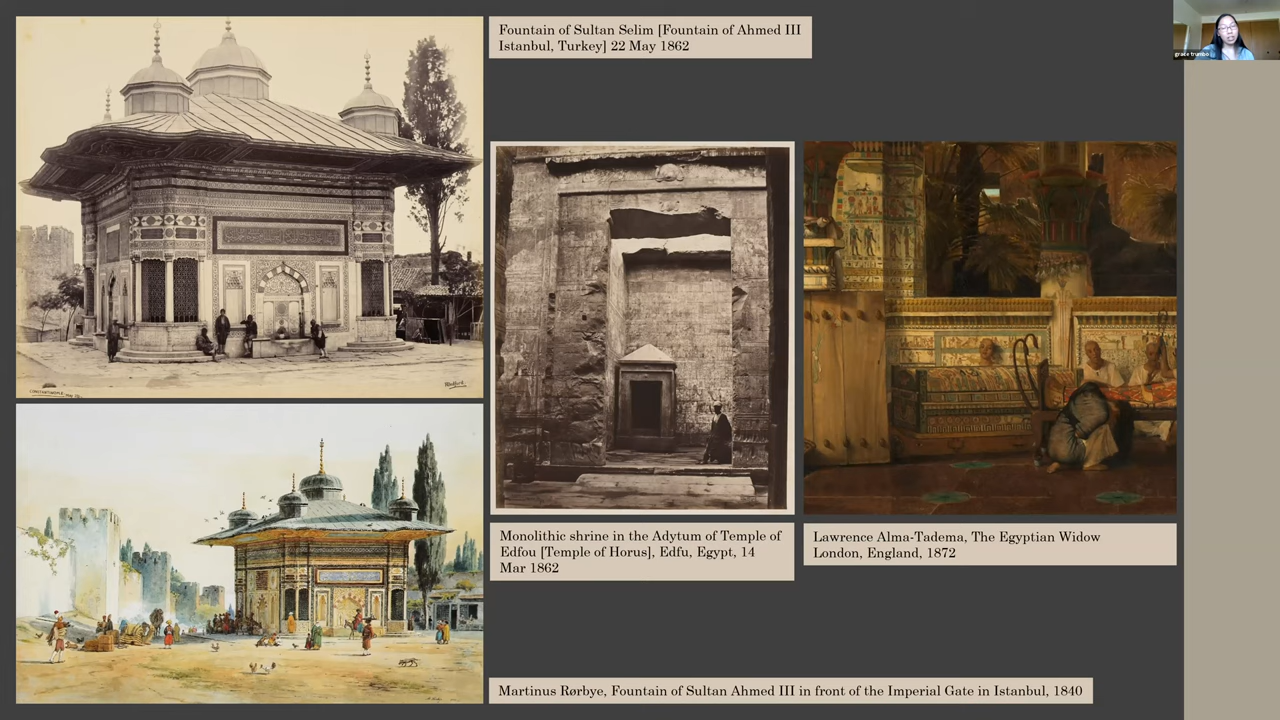 Fountain of Sultan Selim [Fountain of Ahmed III
Istanbul, Turkey] 22 May 1862
grace trumbo
Monolithic shrine in the Adytum of Temple of
Edfou [Temple of Horus], Edfu, Egypt, 14
Mar 1862
Lawrence Alma-Tadema, The Egyptian Widow
London, England, 1872
Martinus Rørbye, Fountain of Sultan Ahmed III in front of the Imperial Gate in Istanbul, 1840